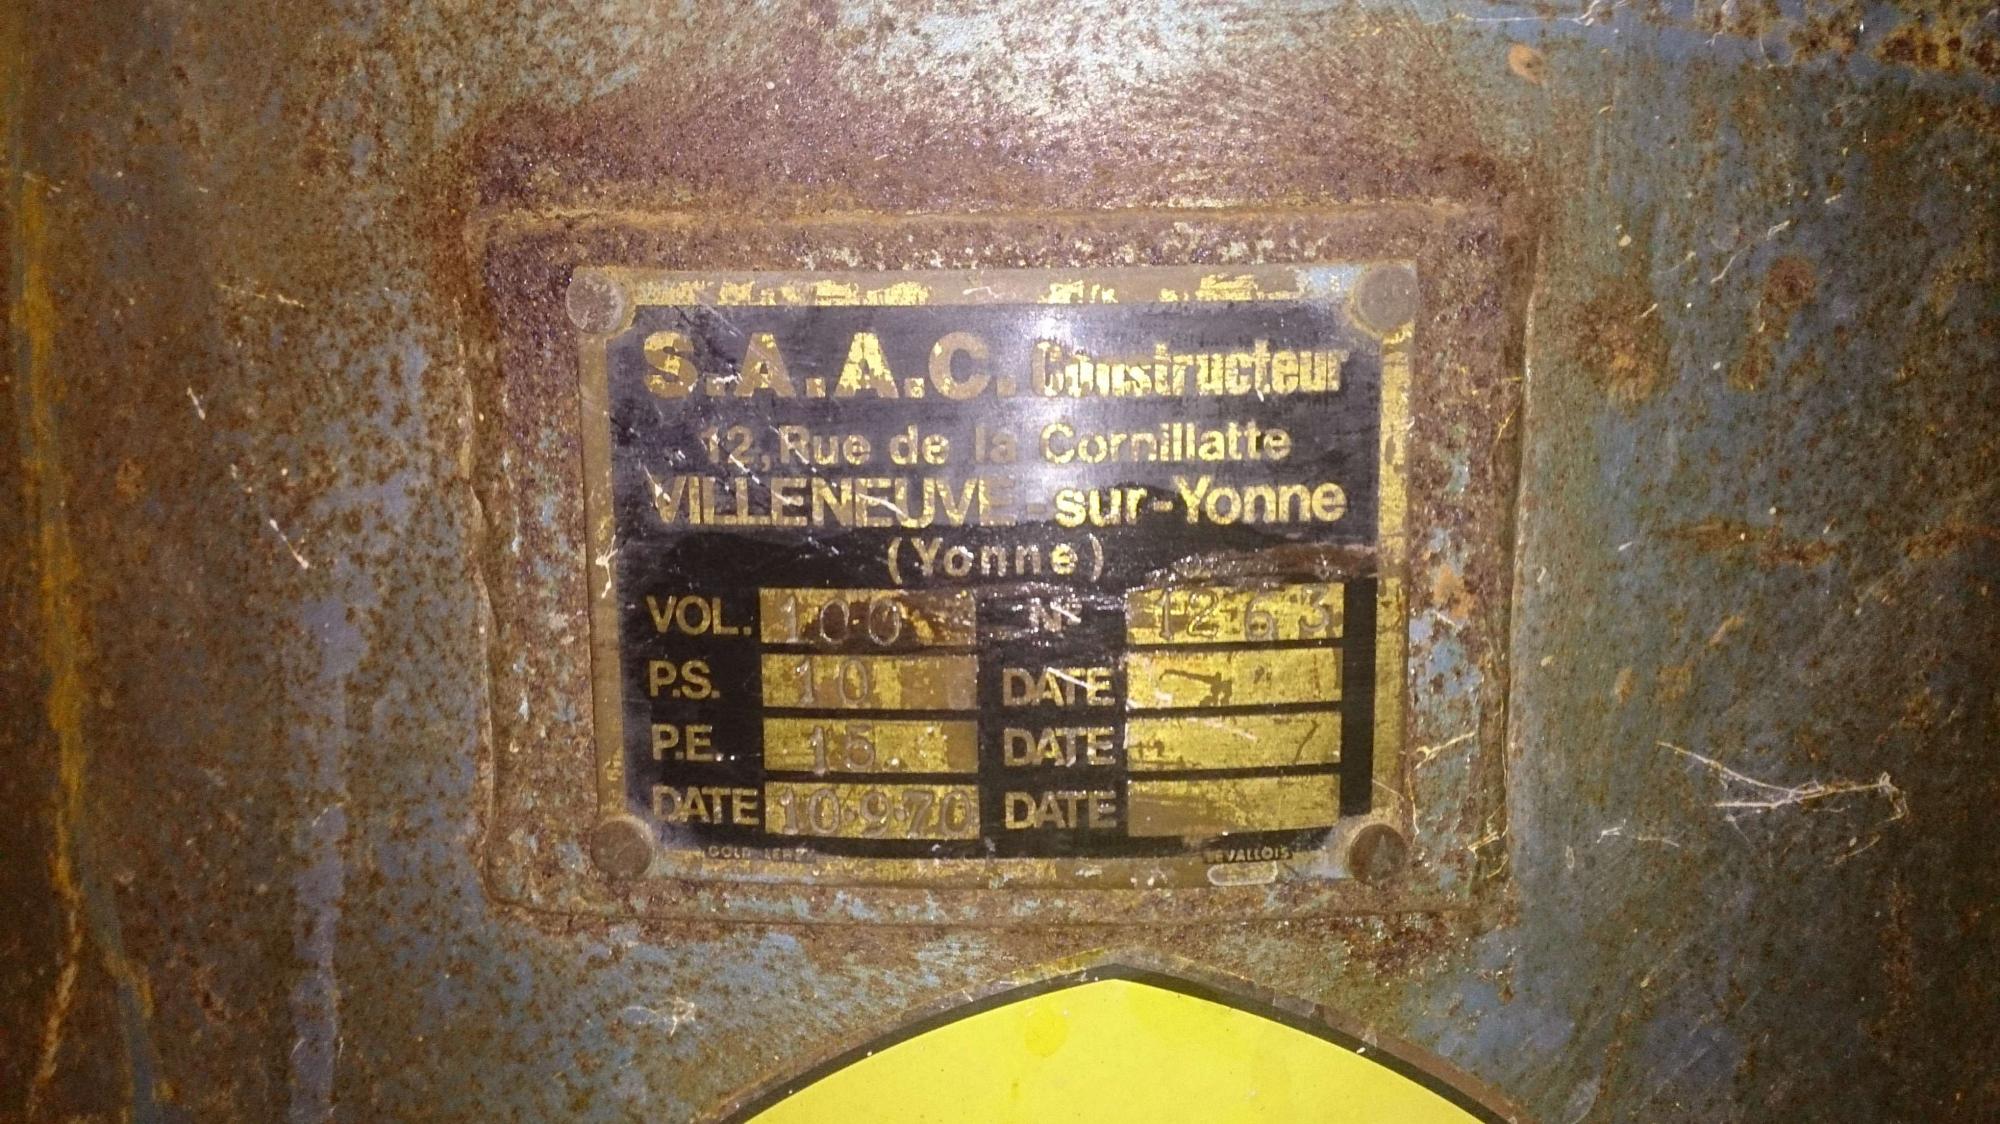 S.A.A.C. Constructeur
12, Rue de la Cornillatte
VILLENEUVE-sur-Yonne
(Yonne)
VOL. 100 N° 1263
P.S. 10 DATE
P.E. 15 DATE
DATE 10·9·70 DATE
LEVALLOIS